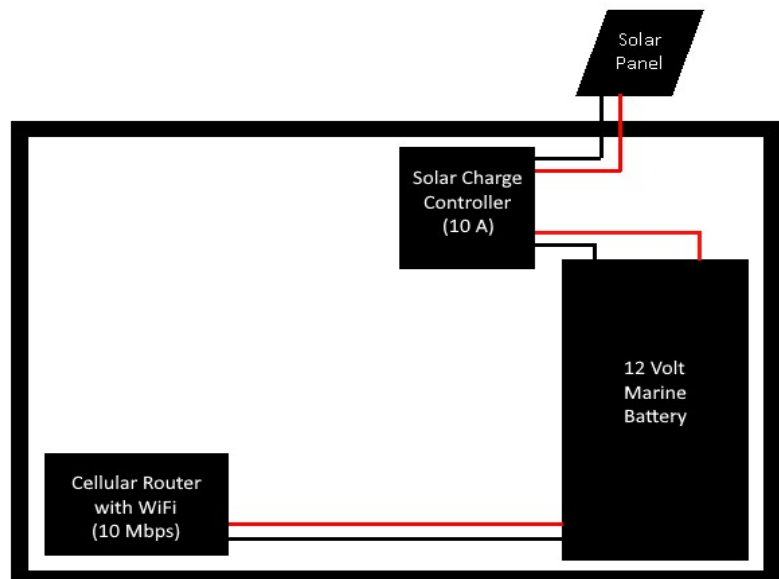 Solar
Panel
Solar Charge
Controller
(10 A)
12 Volt
Marine
Battery
Cellular Router
with WiFi
(10 Mbps)